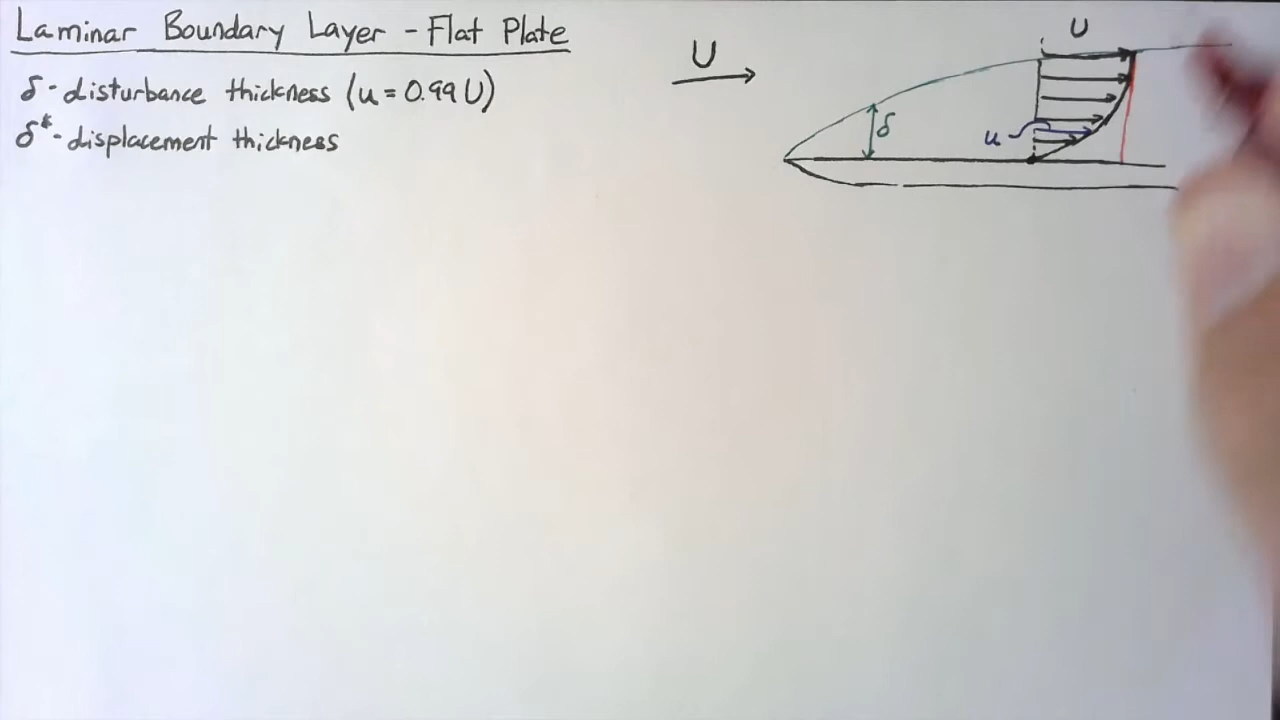 Laminar Boundary Layer - Flat Plate
δ - disturbance thickness (u = 0.99 U)
δ* - displacement thickness
U
U
δ
u